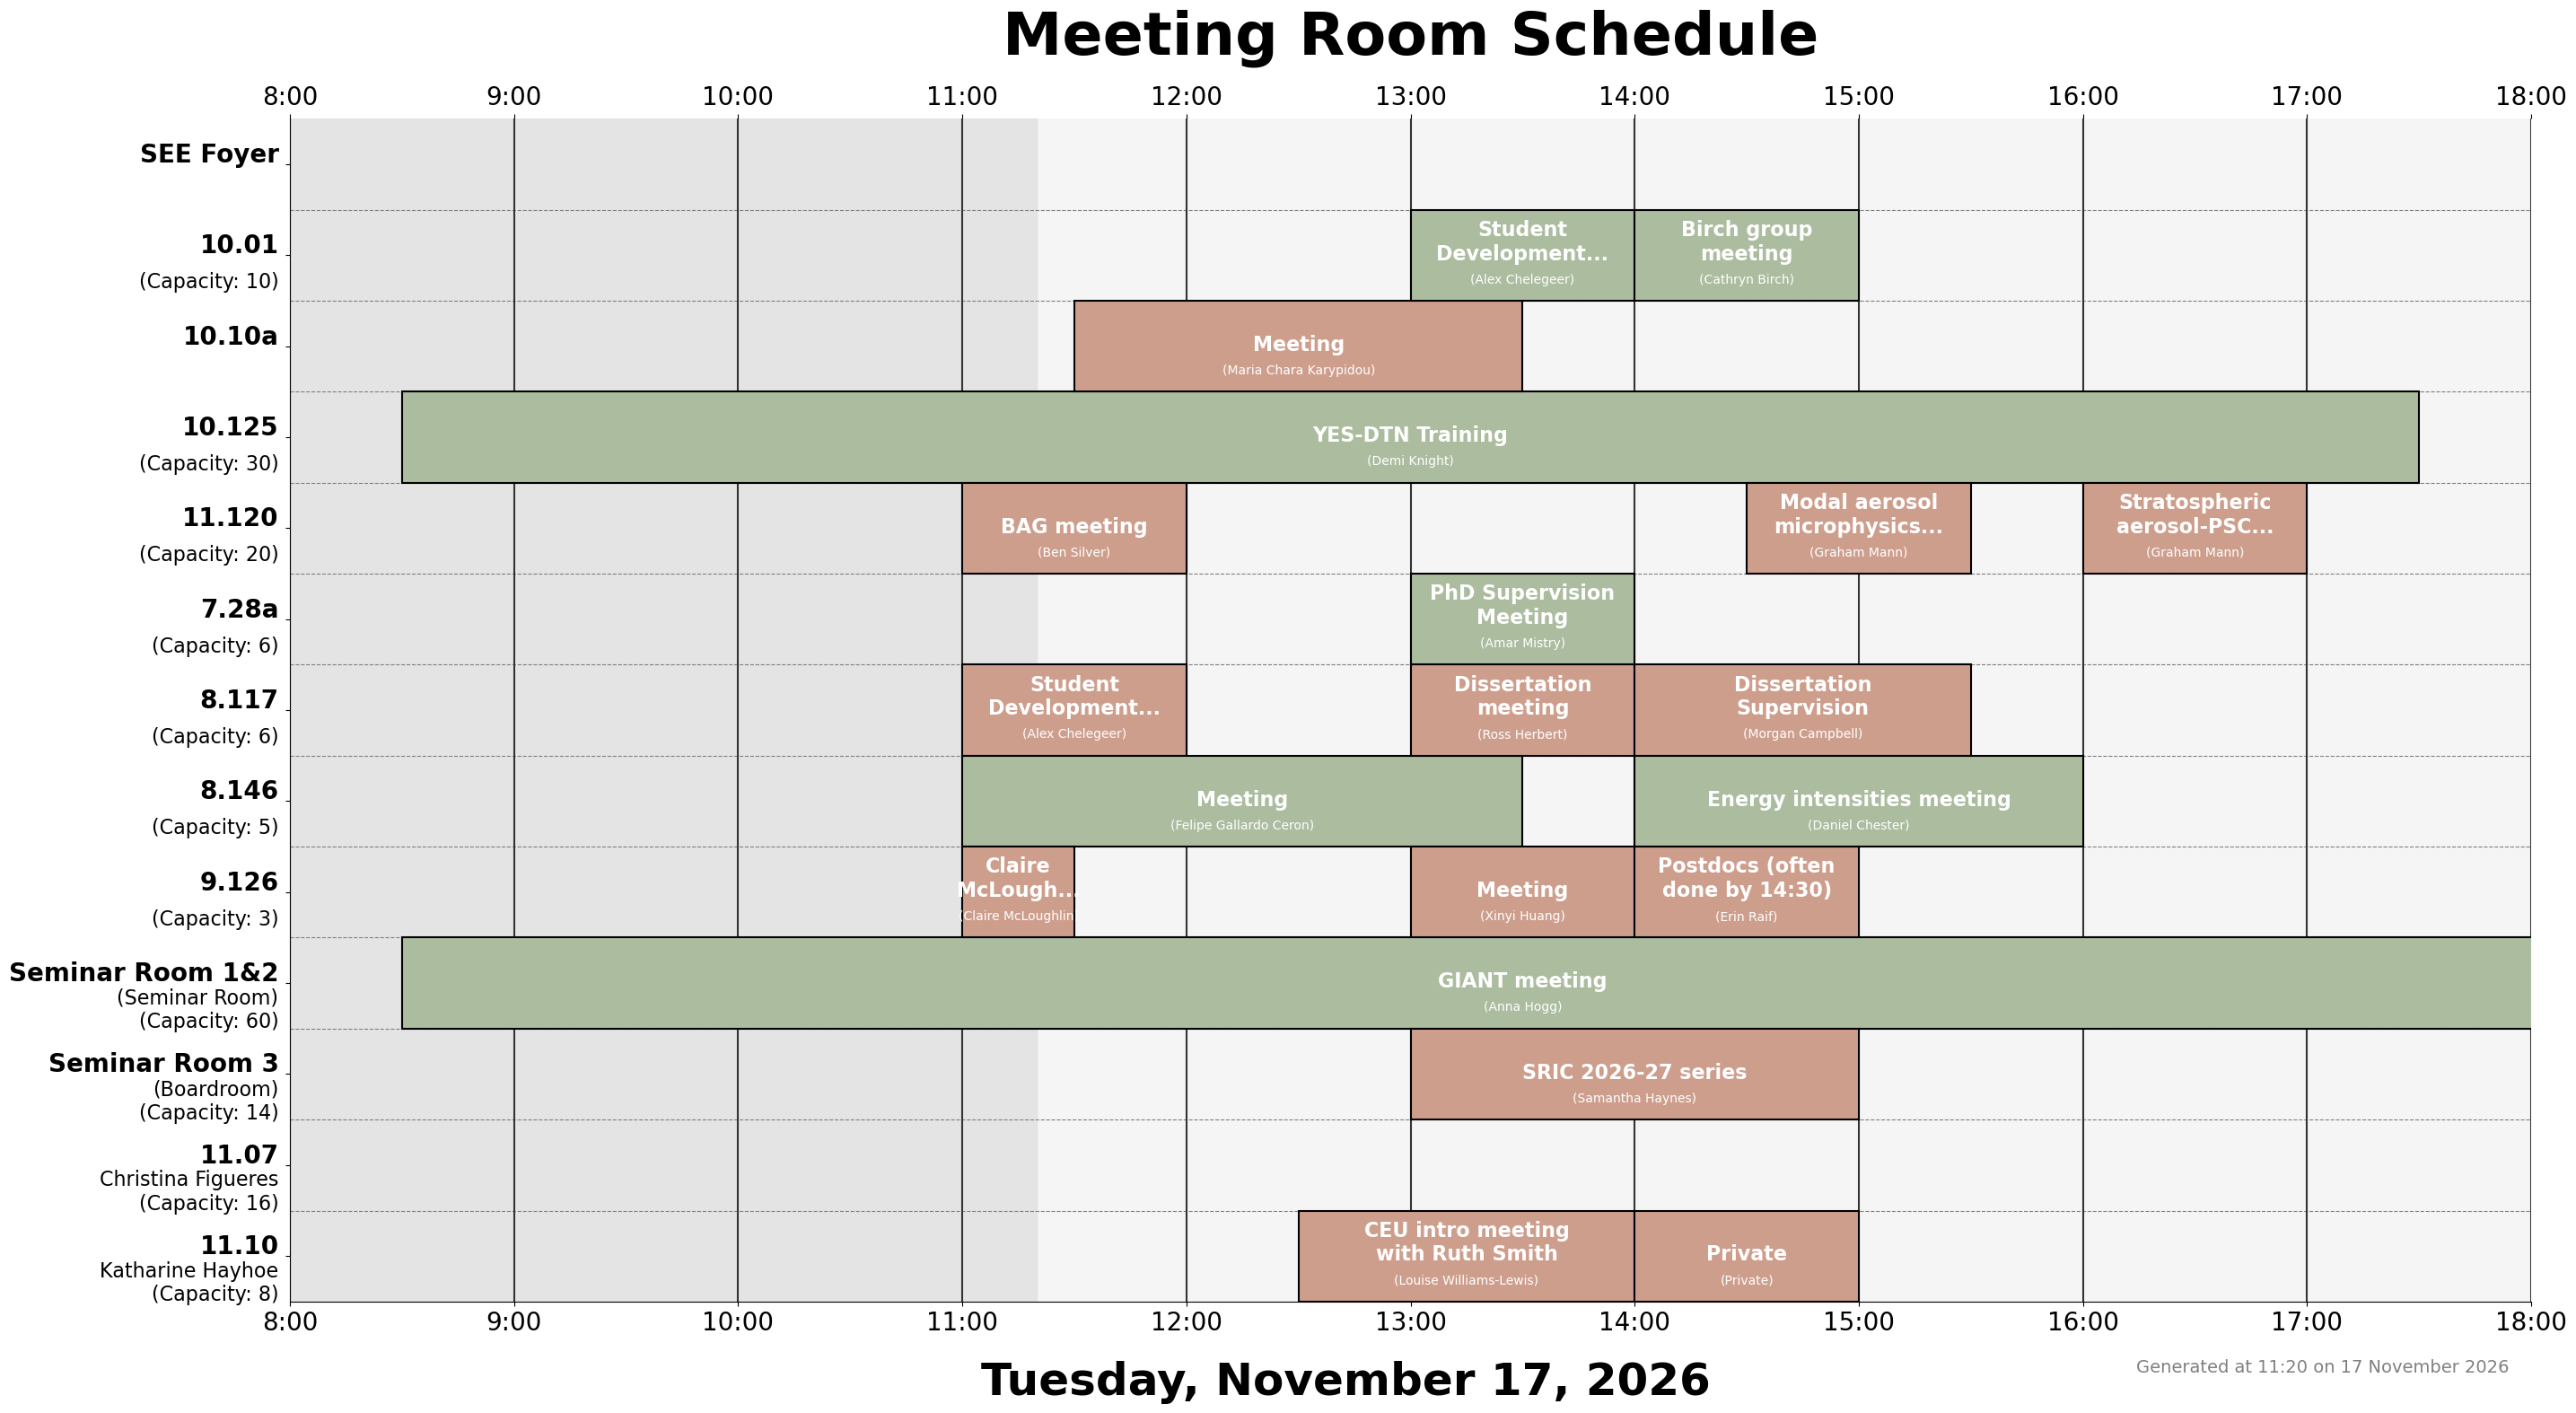 Meeting Room Schedule
8:00 9:00 10:00 11:00 12:00 13:00 14:00 15:00 16:00 17:00 18:00
SEE Foyer
10.01
(Capacity: 10)
Student
Development...
(Alex Chelegeer)
Birch group
meeting
(Cathryn Birch)
10.10a
Meeting
(Maria Chara Karypidou)
10.125
(Capacity: 30)
YES-DTN Training
(Demi Knight)
11.120
(Capacity: 20)
BAG meeting
(Ben Silver)
Modal aerosol
microphysics...
(Graham Mann)
Stratospheric
aerosol-PSC...
(Graham Mann)
7.28a
(Capacity: 6)
PhD Supervision
Meeting
(Amar Mistry)
8.117
(Capacity: 6)
Student
Development...
(Alex Chelegeer)
Dissertation
meeting
(Ross Herbert)
Dissertation
Supervision
(Morgan Campbell)
8.146
(Capacity: 5)
Meeting
(Felipe Gallardo Ceron)
Energy intensities meeting
(Daniel Chester)
9.126
(Capacity: 3)
Claire
McLough...
(Claire McLoughlin
Meeting
(Xinyi Huang)
Postdocs (often
done by 14:30)
(Erin Raif)
Seminar Room 1&2
(Seminar Room)
(Capacity: 60)
GIANT meeting
(Anna Hogg)
Seminar Room 3
(Boardroom)
(Capacity: 14)
SRIC 2026-27 series
(Samantha Haynes)
11.07
Christina Figueres
(Capacity: 16)
11.10
Katharine Hayhoe
(Capacity: 8)
CEU intro meeting
with Ruth Smith
(Louise Williams-Lewis)
Private
(Private)
8:00 9:00 10:00 11:00 12:00 13:00 14:00 15:00 16:00 17:00 18:00
Tuesday, November 17, 2026
Generated at 11:20 on 17 November 2026